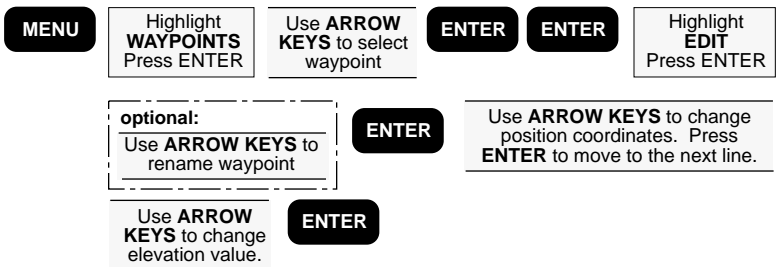 MENU
Highlight
WAYPOINTS
Press ENTER
Use ARROW
KEYS to select
waypoint
ENTER
ENTER
Highlight
EDIT
Press ENTER
optional:
Use ARROW KEYS to
rename waypoint
ENTER
Use ARROW KEYS to change
position coordinates.  Press
ENTER to move to the next line.
Use ARROW
KEYS to change
elevation value.
ENTER